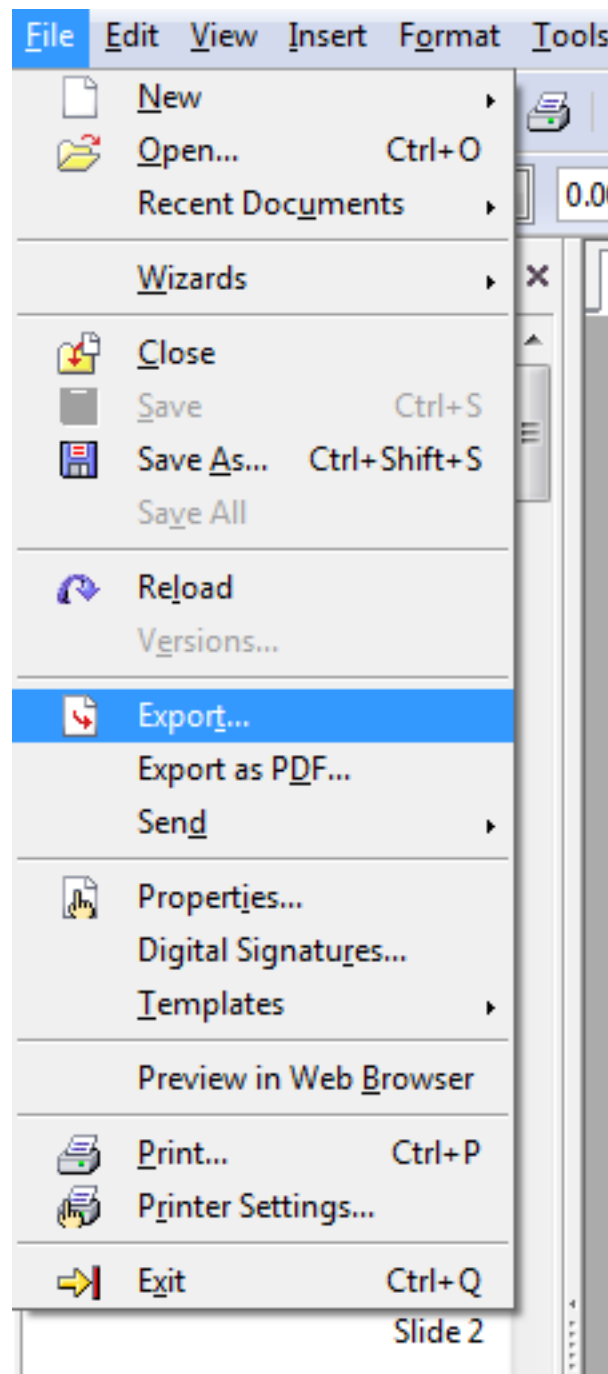 File Edit View Insert Format Tools
New
Open... Ctrl+O
Recent Documents
0.00
Wizards
Close
Save Ctrl+S
Save As... Ctrl+Shift+S
Save All
Reload
Versions...
Export...
Export as PDF...
Send
Properties...
Digital Signatures...
Templates
Preview in Web Browser
Print... Ctrl+P
Printer Settings...
Exit Ctrl+Q
Slide 2